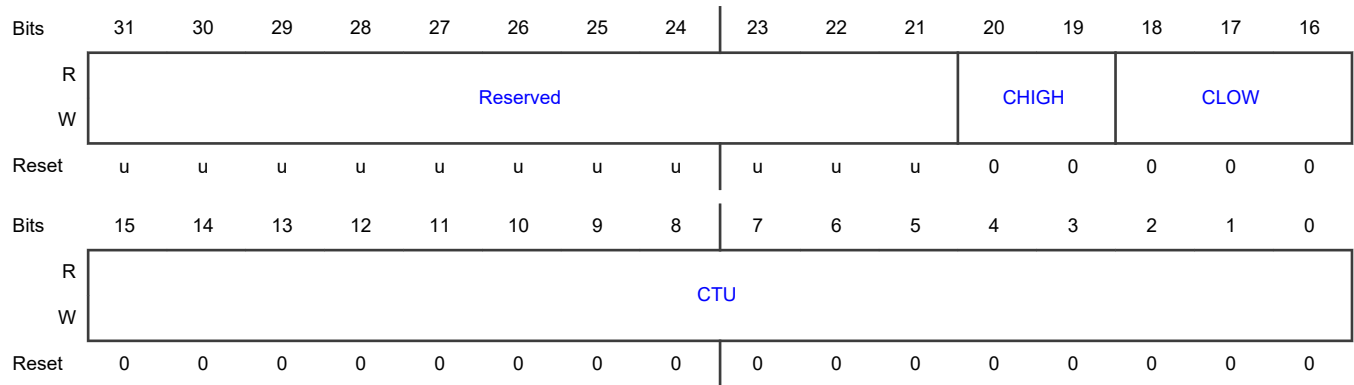 Bits 31 30 29 28 27 26 25 24 23 22 21 20 19 18 17 16
R
Reserved CHIGH CLOW
W
Reset u u u u u u u u u u u 0 0 0 0 0
Bits 15 14 13 12 11 10 9 8 7 6 5 4 3 2 1 0
R
CTU
W
Reset 0 0 0 0 0 0 0 0 0 0 0 0 0 0 0 0